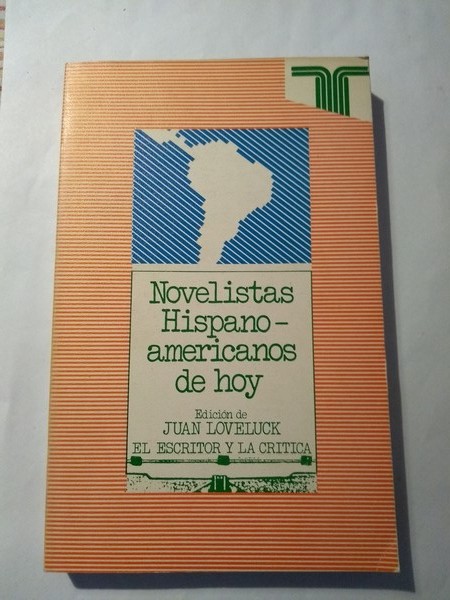 Novelistas
Hispano-
americanos
de hoy
Edición de
JUAN LOVELUCK
EL ESCRITOR Y LA CRITICA